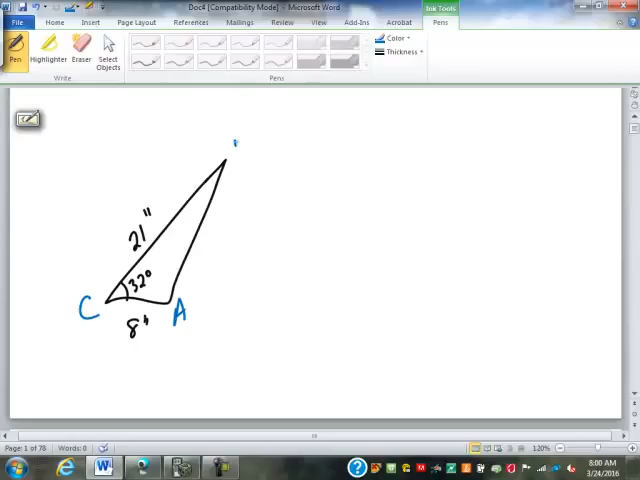 Doc4 [Compatibility Mode] - Microsoft Word
Ink Tools
File Home Insert Page Layout References Mailings Review View Add-Ins Acrobat Pens
Pen Highlighter Eraser Select Objects
Color
Thickness
Write Pens
21"
32°
C A
8"
Page: 1 of 78 Words: 0 120%
8:00 AM
3/24/2016